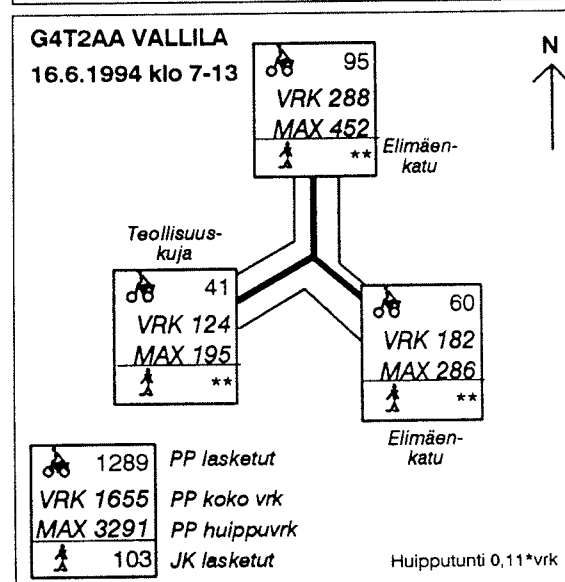 G4T2AA VALLILA
16.6.1994 klo 7-13
N
95
VRK 288
MAX 452
**
Elimäen-
katu
Teollisuus-
kuja
41
VRK 124
MAX 195
**
60
VRK 182
MAX 286
**
Elimäen-
katu
1289 PP lasketut
VRK 1655 PP koko vrk
MAX 3291 PP huippuvrk
103 JK lasketut
Huipputunti 0,11*vrk